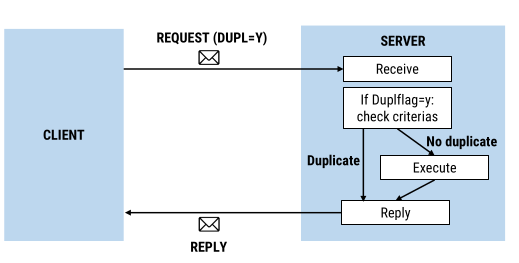 REQUEST (DUPL=Y)
SERVER
Receive
If Duplflag=y:
check criterias
CLIENT
No duplicate
Duplicate
Execute
Reply
REPLY